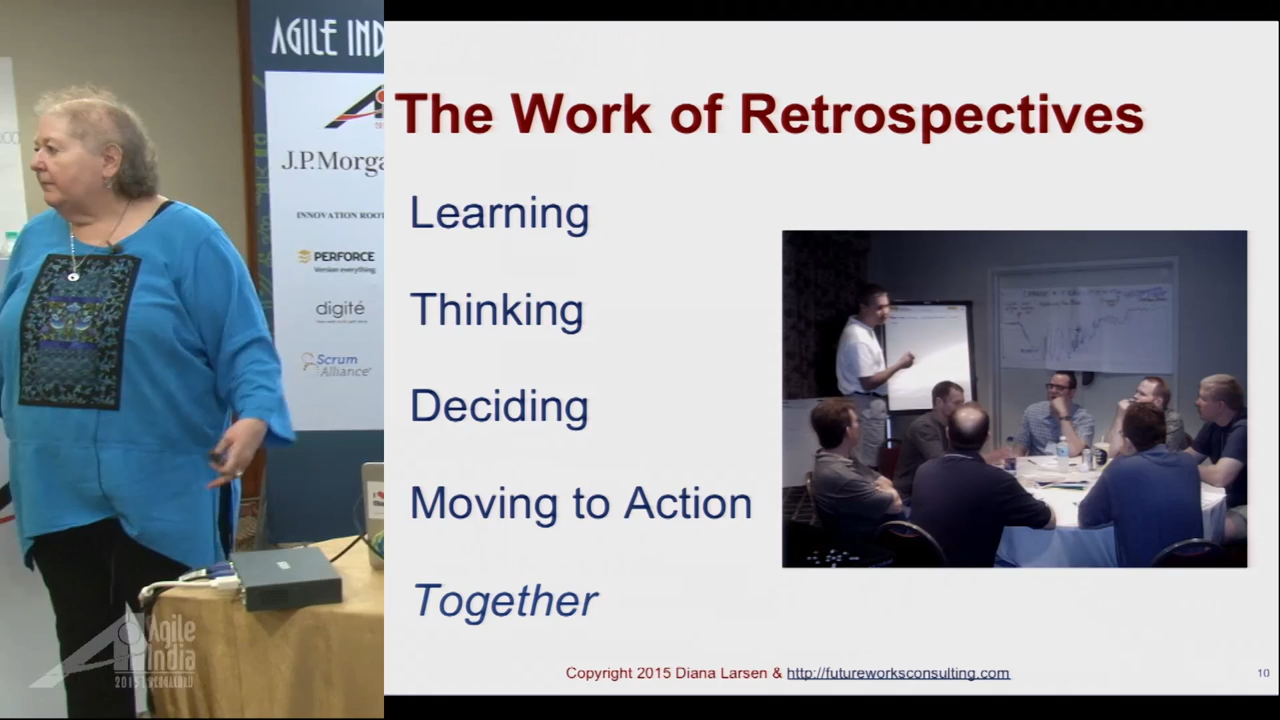 AGILE IND
J.P.Morga
INNOVATION ROOT
PERFORCE
Version everything
digité
Scrum
Alliance
The Work of Retrospectives
Learning
Thinking
Deciding
Moving to Action
Together
Copyright 2015 Diana Larsen & http://futureworksconsulting.com
10
Agile
India
2015